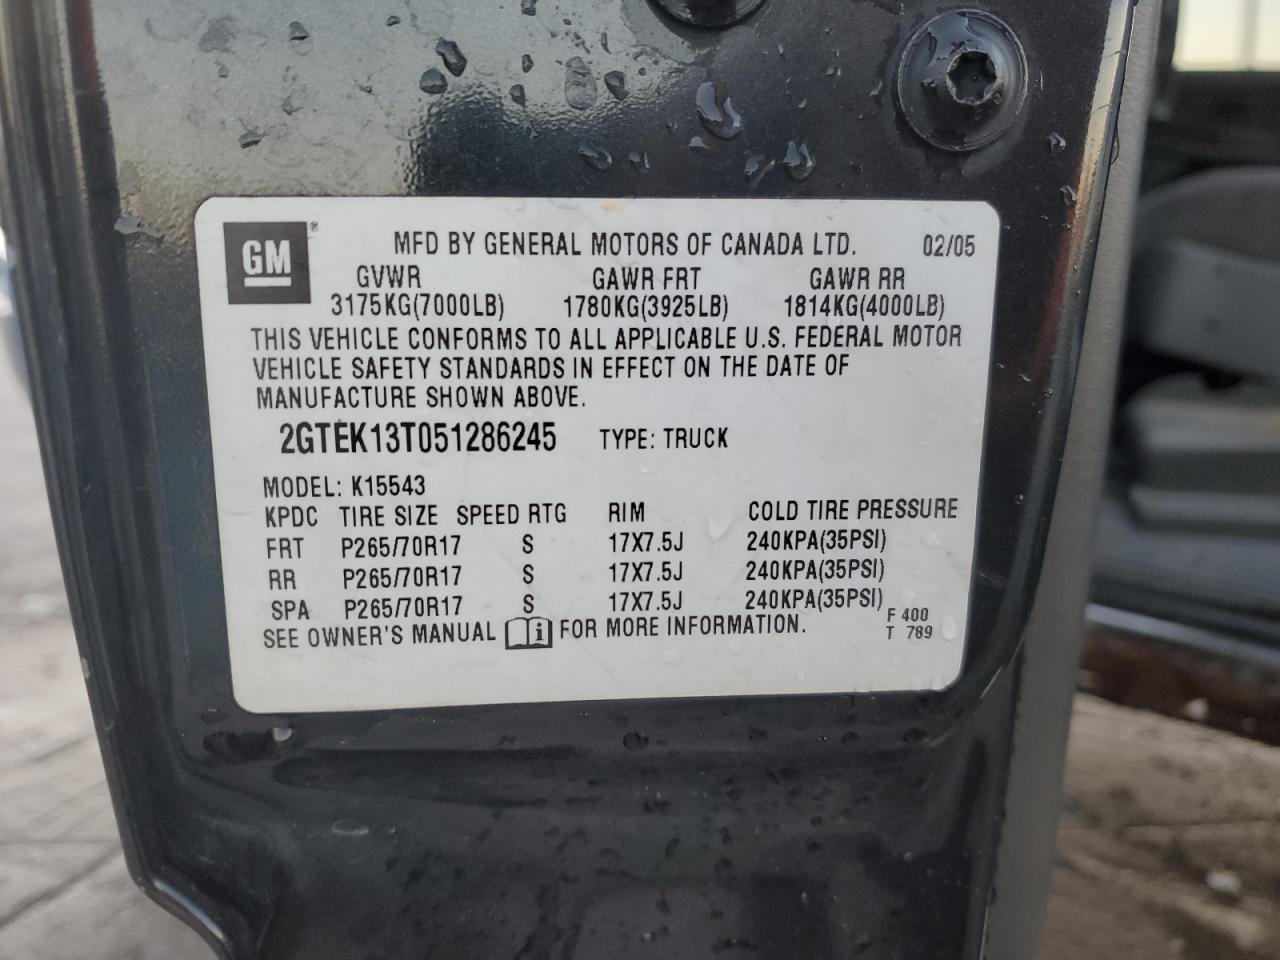 GM ® MFD BY GENERAL MOTORS OF CANADA LTD. 02/05
GVWR GAWR FRT GAWR RR
3175KG(7000LB) 1780KG(3925LB) 1814KG(4000LB)
THIS VEHICLE CONFORMS TO ALL APPLICABLE U.S. FEDERAL MOTOR
VEHICLE SAFETY STANDARDS IN EFFECT ON THE DATE OF
MANUFACTURE SHOWN ABOVE.
2GTEK13T051286245 TYPE: TRUCK
MODEL: K15543
KPDC TIRE SIZE SPEED RTG RIM COLD TIRE PRESSURE
FRT P265/70R17 S 17X7.5J 240KPA(35PSI)
RR P265/70R17 S 17X7.5J 240KPA(35PSI)
SPA P265/70R17 S 17X7.5J 240KPA(35PSI)
SEE OWNER'S MANUAL i FOR MORE INFORMATION.
F 400
T 789